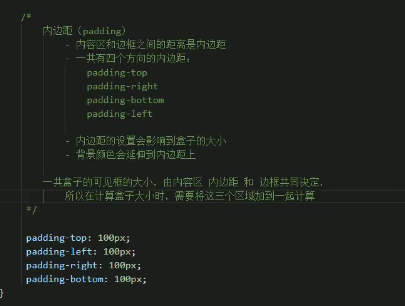 /*
内边距（padding）
- 内容区和边框之间的距离是内边距
- 一共有四个方向的内边距：
padding-top
padding-right
padding-bottom
padding-left
- 内边距的设置会影响到盒子的大小
- 背景颜色会延伸到内边距上
一共盒子的可见框的大小，由内容区 内边距 和 边框共同决定，
所以在计算盒子大小时，需要将这三个区域加到一起计算
*/
padding-top: 100px;
padding-left: 100px;
padding-right: 100px;
padding-bottom: 100px;
}